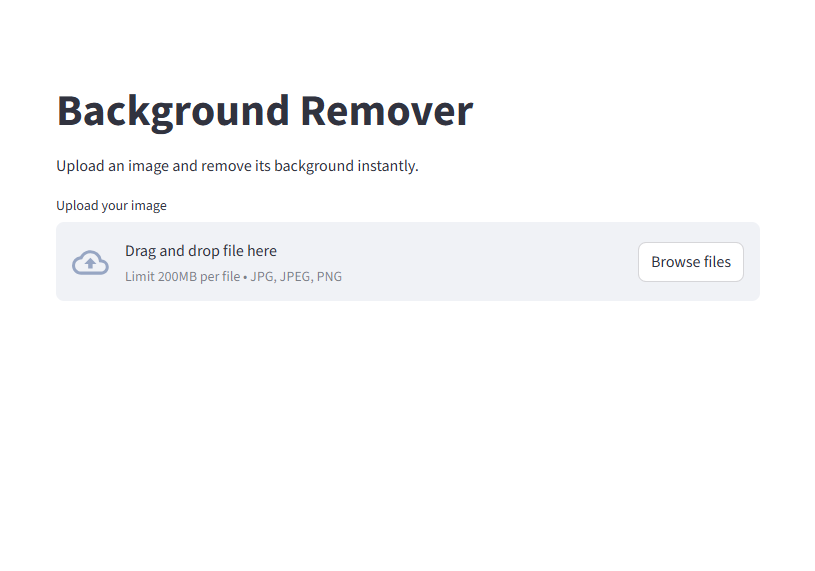 Background Remover
Upload an image and remove its background instantly.
Upload your image
Drag and drop file here
Limit 200MB per file • JPG, JPEG, PNG
Browse files